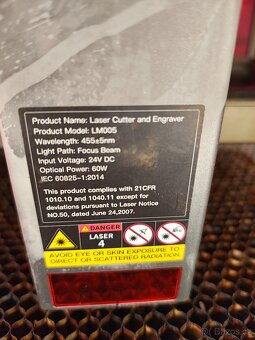 Product Name: Laser Cutter and Engraver
Product Model: LM005
Wavelength: 455±5nm
Light Path: Focus Beam
Input Voltage: 24V DC
Optical Power: 60W
IEC 60825-1:2014
This product complies with 21CFR
1010.10 and 1040.11 except for
deviations pursuant to Laser Notice
NO.50, dated June 24,2007.
DANGER
LASER
4
AVOID EYE OR SKIN EXPOSURE TO
DIRECT OR SCATTERED RADIATION